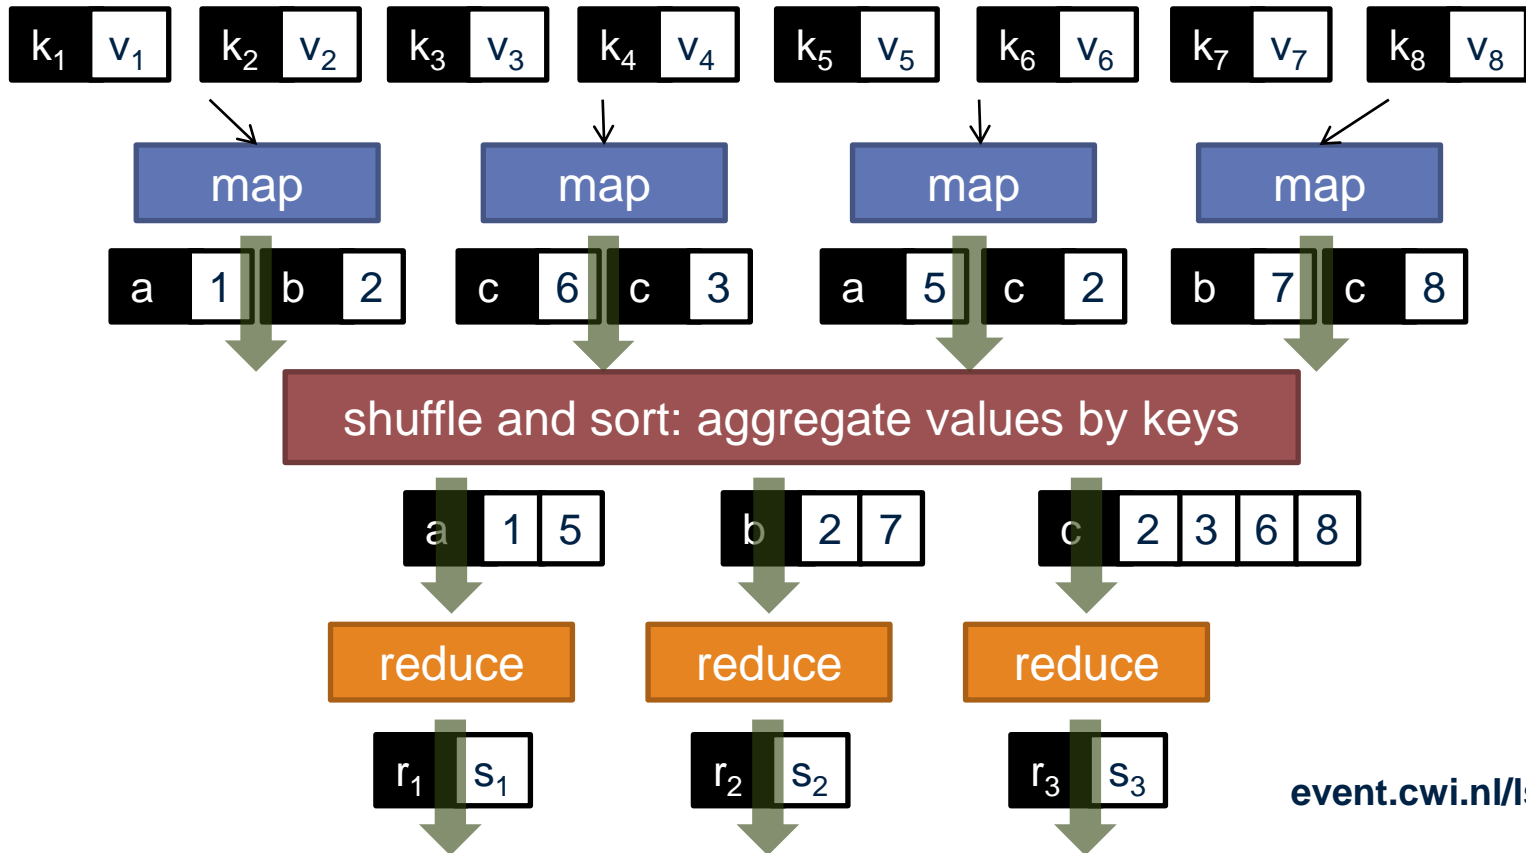 k₁ v₁ k₂ v₂ k₃ v₃ k₄ v₄ k₅ v₅ k₆ v₆ k₇ v₇ k₈ v₈
map map map map
a 1 b 2 c 6 c 3 a 5 c 2 b 7 c 8
shuffle and sort: aggregate values by keys
a 1 5 b 2 7 c 2 3 6 8
reduce reduce reduce
r₁ s₁ r₂ s₂ r₃ s₃
event.cwi.nl/ls